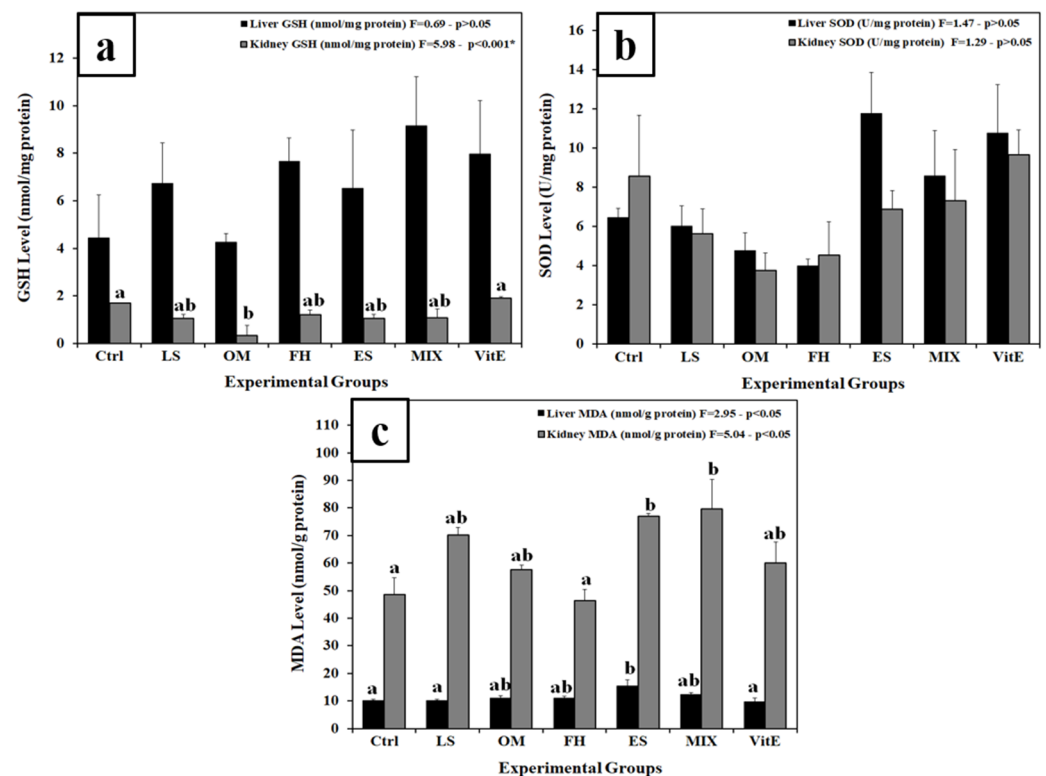 a
Liver GSH (nmol/mg protein) F=0.69 - p>0.05
Kidney GSH (nmol/mg protein) F=5.98 - p<0.001*
GSH Level (nmol/mg protein)
12
10
8
6
4
2
0
a
ab
b
ab
ab
ab
a
Ctrl LS OM FH ES MIX VitE
Experimental Groups
b
Liver SOD (U/mg protein) F=1.47 - p>0.05
Kidney SOD (U/mg protein) F=1.29 - p>0.05
SOD Level (U/mg protein)
16
14
12
10
8
6
4
2
0
Ctrl LS OM FH ES MIX VitE
Experimental Groups
c
Liver MDA (nmol/g protein) F=2.95 - p<0.05
Kidney MDA (nmol/g protein) F=5.04 - p<0.05
MDA Level (nmol/g protein)
110
100
90
80
70
60
50
40
30
20
10
0
a ab ab a b b ab
a a ab ab b ab a
Ctrl LS OM FH ES MIX VitE
Experimental Groups